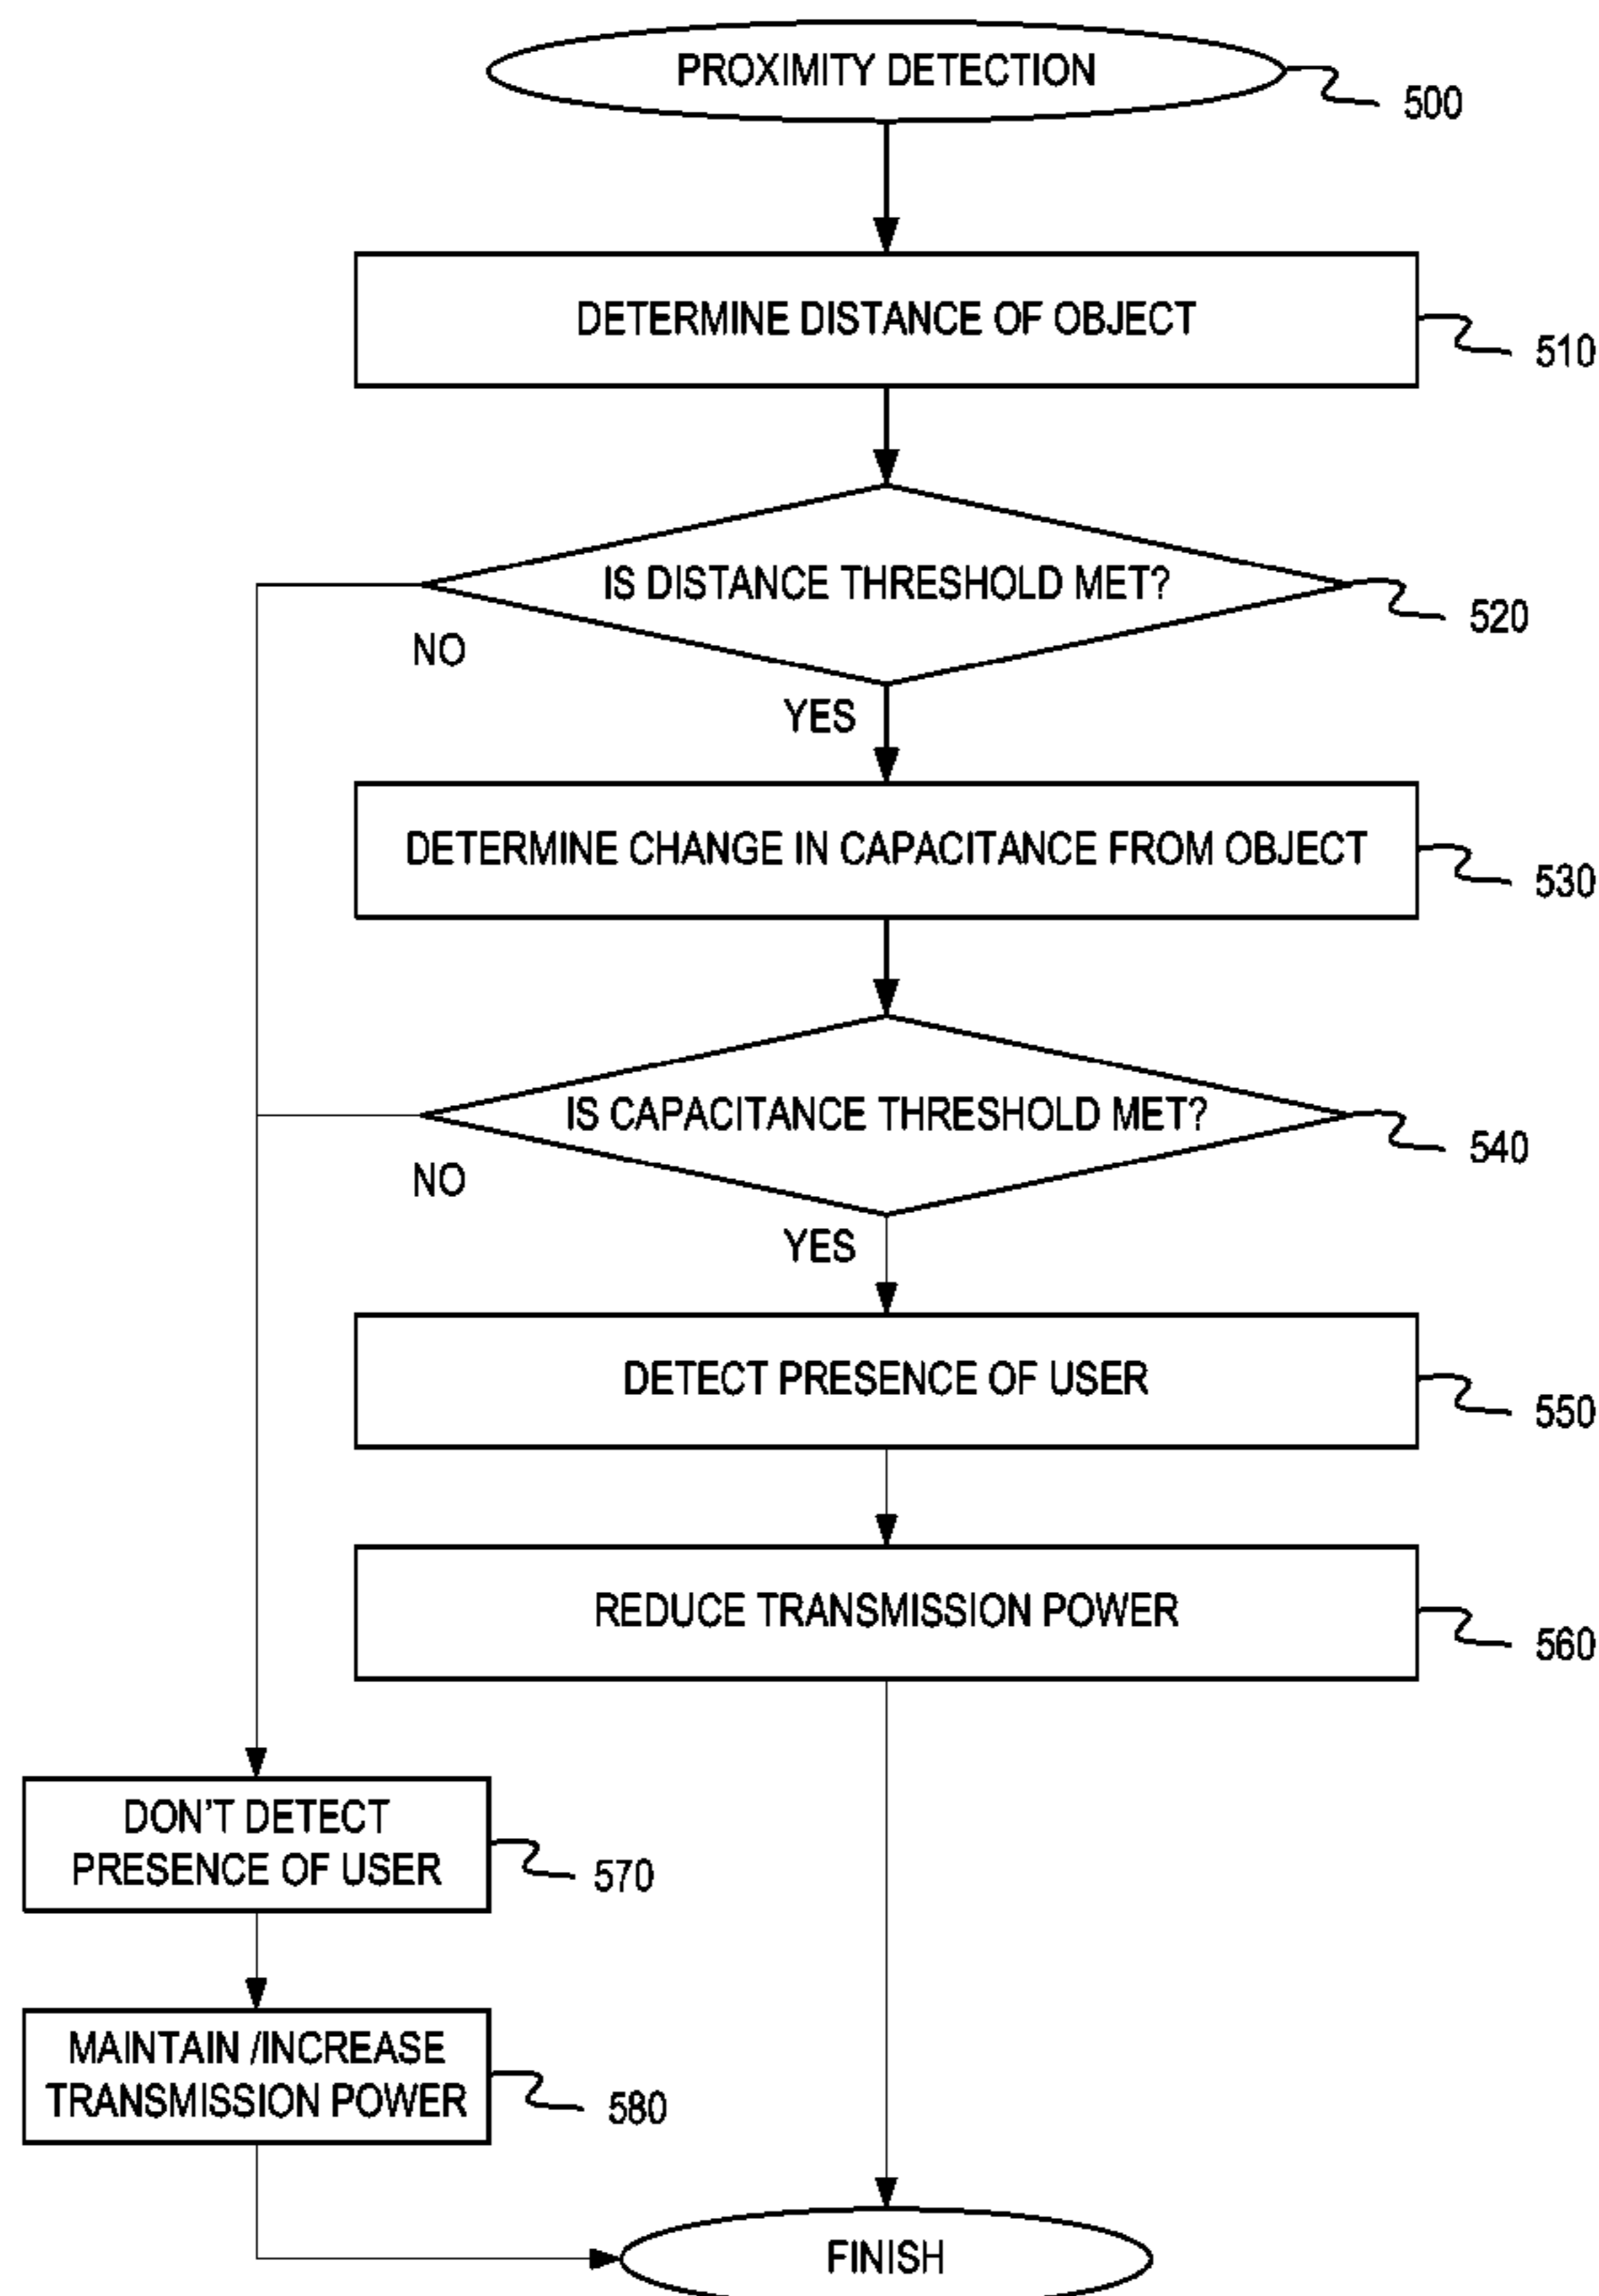 PROXIMITY DETECTION
500
DETERMINE DISTANCE OF OBJECT
510
IS DISTANCE THRESHOLD MET?
520
NO
YES
DETERMINE CHANGE IN CAPACITANCE FROM OBJECT
530
IS CAPACITANCE THRESHOLD MET?
540
NO
YES
DETECT PRESENCE OF USER
550
REDUCE TRANSMISSION POWER
560
DON'T DETECT
PRESENCE OF USER
570
MAINTAIN /INCREASE
TRANSMISSION POWER
580
FINISH